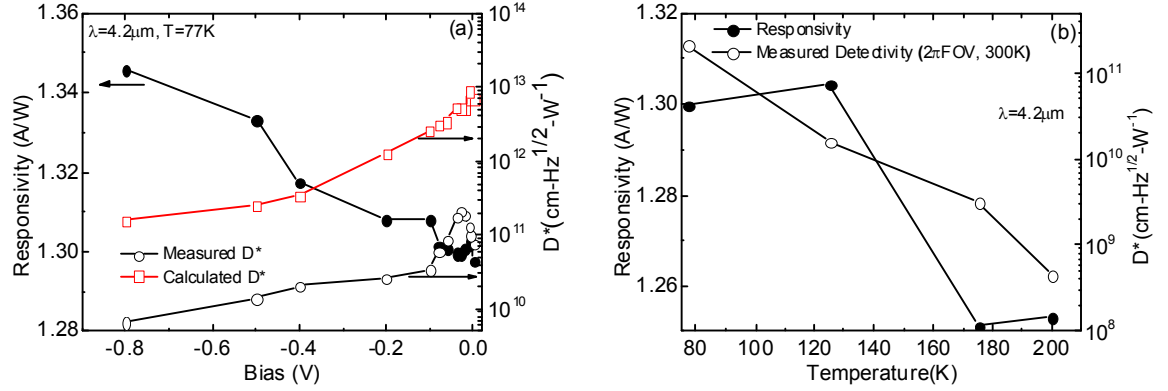 λ=4.2μm, T=77K
(a)
Responsivity (A/W)
1.36
1.34
1.32
1.30
1.28
-0.8
-0.6
-0.4
-0.2
0.0
Bias (V)
Measured D*
Calculated D*
10^14
10^13
10^12
10^11
10^10
D*(cm-Hz^1/2-W^-1)
(b)
Responsivity
Measured Detectivity (2πFOV, 300K)
λ=4.2μm
Responsivity (A/W)
1.32
1.30
1.28
1.26
80
100
120
140
160
180
200
Temperature(K)
10^11
10^10
10^9
10^8
D*(cm-Hz^1/2-W^-1)